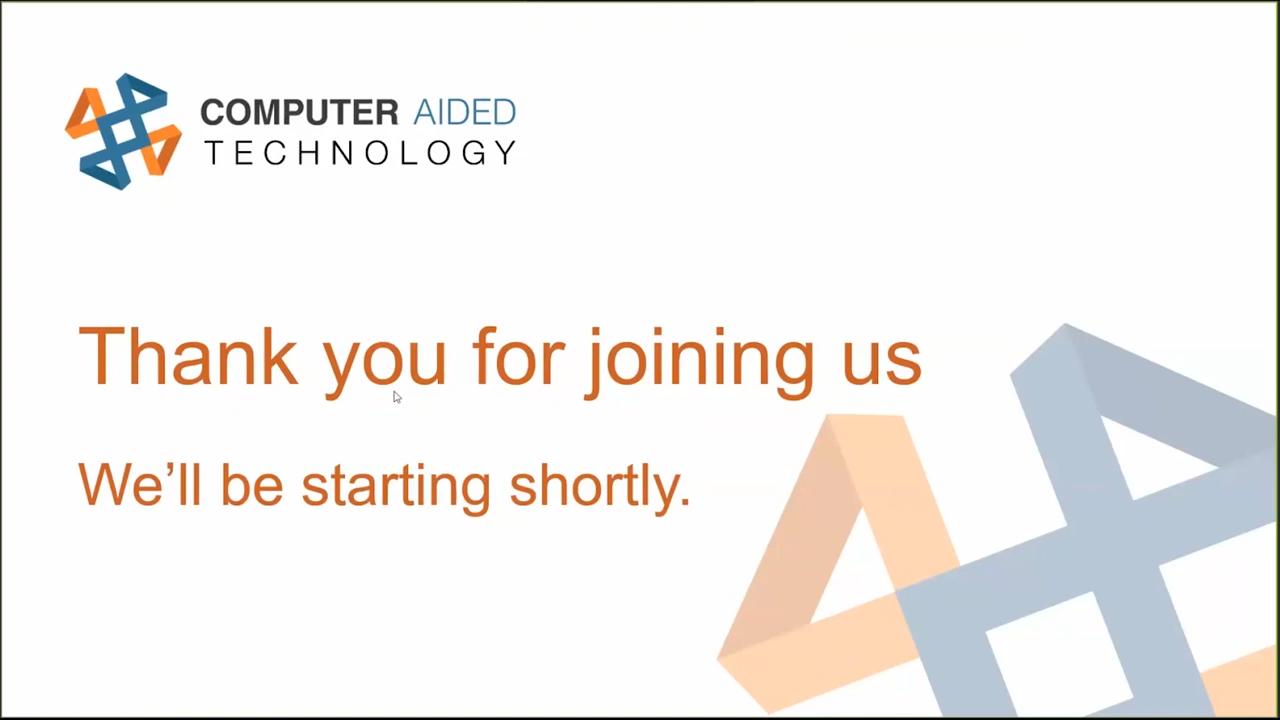 COMPUTER AIDED
TECHNOLOGY
Thank you for joining us
We’ll be starting shortly.